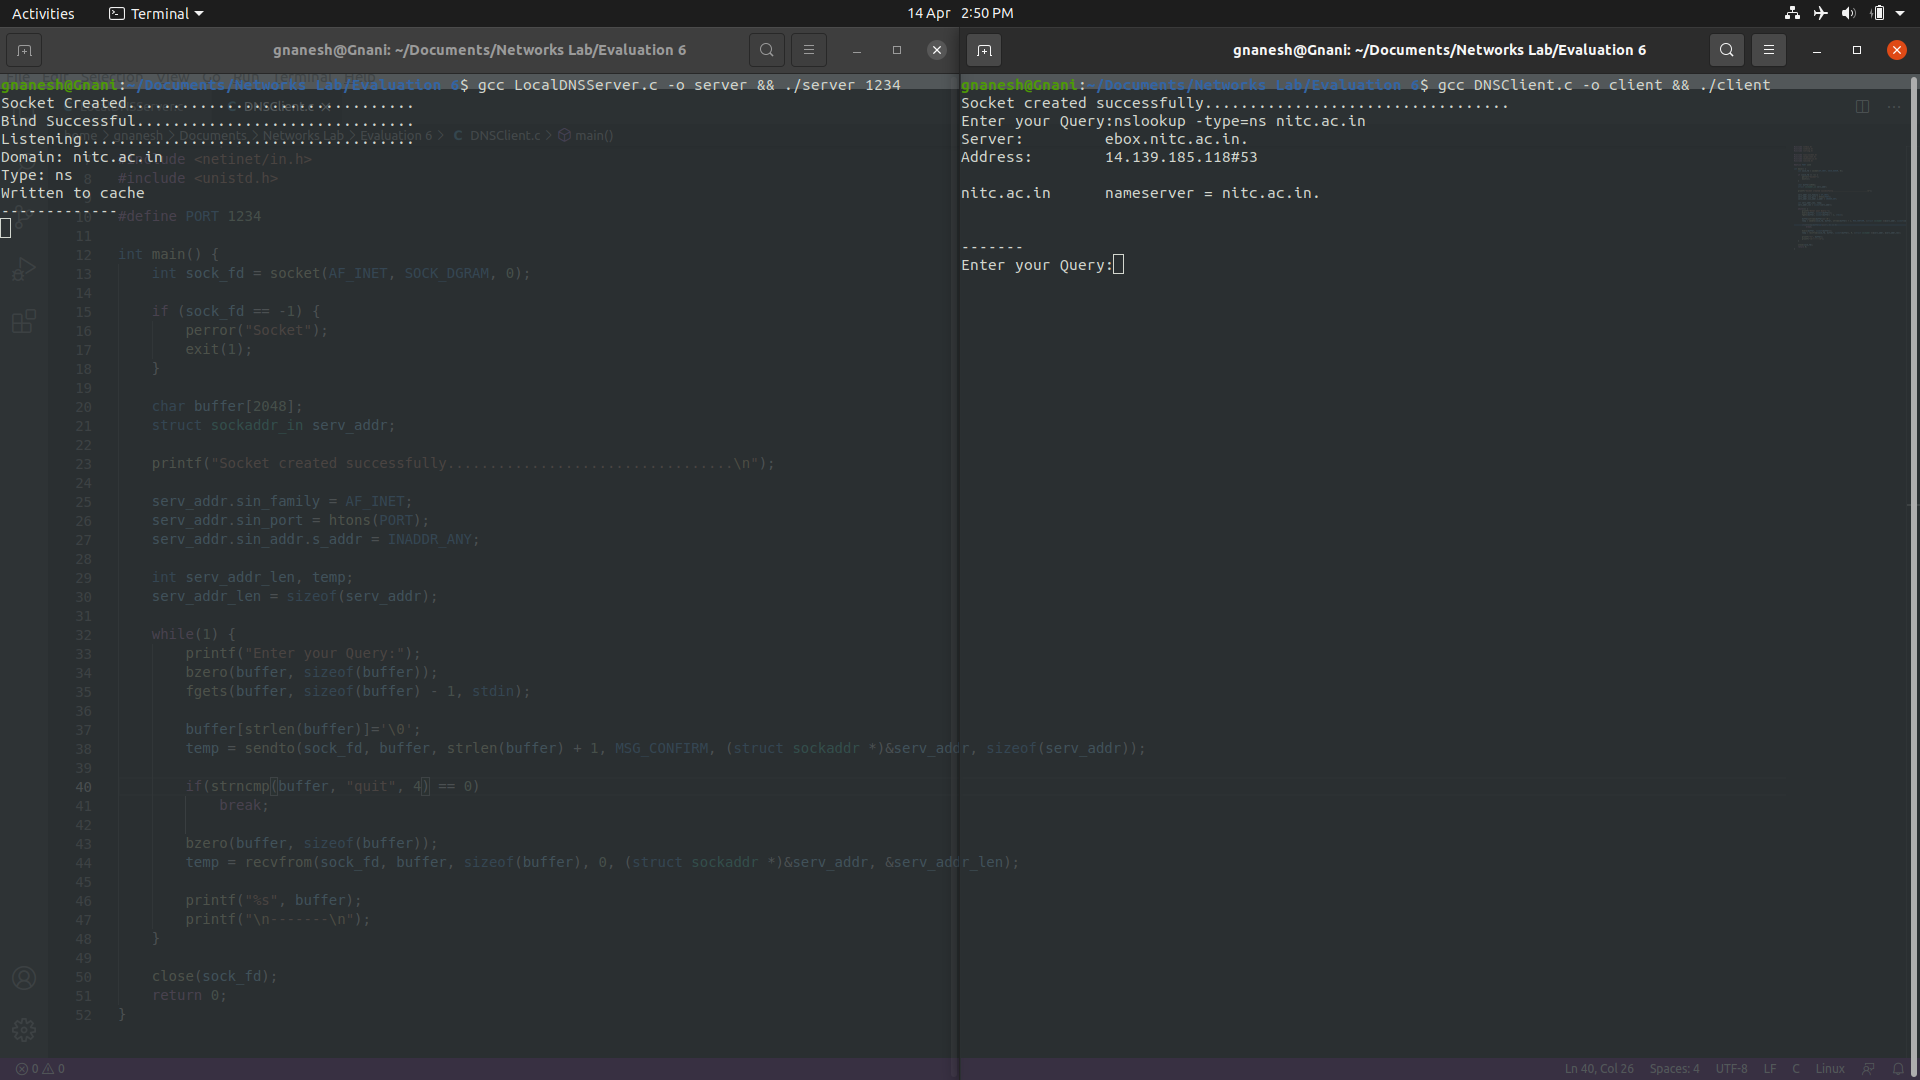 Activities
Terminal
14 Apr 2:50 PM
gnanesh@Gnani: ~/Documents/Networks Lab/Evaluation 6
File Edit Selection View Go Run Terminal Help
gnanesh@Gnani:~/Documents/Networks Lab/Evaluation 6$ gcc LocalDNSServer.c -o server && ./server 1234
Socket Created................................
DNSClient.c
Bind Successful...............................
Listening.....................................
home > gnanesh > Documents > Networks Lab > Evaluation 6 > C DNSClient.c > main()
Domain: nitc.ac.in
Type: ns
Written to cache
-------------
#include <netinet/in.h>
8 #include <unistd.h>
10 #define PORT 1234
11
12 int main() {
13 int sock_fd = socket(AF_INET, SOCK_DGRAM, 0);
14
15 if (sock_fd == -1) {
16 perror("Socket");
17 exit(1);
18 }
19
20 char buffer[2048];
21 struct sockaddr_in serv_addr;
22
23 printf("Socket created successfully..................................\n");
24
25 serv_addr.sin_family = AF_INET;
26 serv_addr.sin_port = htons(PORT);
27 serv_addr.sin_addr.s_addr = INADDR_ANY;
28
29 int serv_addr_len, temp;
30 serv_addr_len = sizeof(serv_addr);
31
32 while(1) {
33 printf("Enter your Query:");
34 bzero(buffer, sizeof(buffer));
35 fgets(buffer, sizeof(buffer) - 1, stdin);
36
37 buffer[strlen(buffer)]='\0';
38 temp = sendto(sock_fd, buffer, strlen(buffer) + 1, MSG_CONFIRM, (struct sockaddr *)&serv_addr, sizeof(serv_addr));
39
40 if(strncmp(buffer, "quit", 4) == 0)
41 break;
42
43 bzero(buffer, sizeof(buffer));
44 temp = recvfrom(sock_fd, buffer, sizeof(buffer), 0, (struct sockaddr *)&serv_addr, &serv_addr_len);
45
46 printf("%s", buffer);
47 printf("\n-------\n");
48 }
49
50 close(sock_fd);
51 return 0;
52 }
gnanesh@Gnani: ~/Documents/Networks Lab/Evaluation 6
gnanesh@Gnani:~/Documents/Networks Lab/Evaluation 6$ gcc DNSClient.c -o client && ./client
Socket created successfully..................................
Enter your Query:nslookup -type=ns nitc.ac.in
Server: ebox.nitc.ac.in.
Address: 14.139.185.118#53
nitc.ac.in nameserver = nitc.ac.in.
-------
Enter your Query:
0 0
Ln 40, Col 26 Spaces: 4 UTF-8 LF C Linux